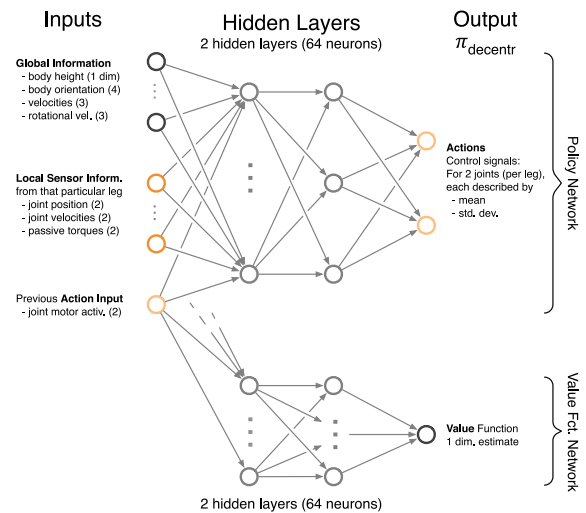 Inputs
Hidden Layers
2 hidden layers (64 neurons)
Output
π decentr
Global Information
- body height (1 dim)
- body orientation (4)
- velocities (3)
- rotational vel. (3)
Local Sensor Inform.
from that particular leg
- joint position (2)
- joint velocities (2)
- passive torques (2)
Previous Action Input
- joint motor activ. (2)
Actions
Control signals:
For 2 joints (per leg),
each described by
- mean
- std. dev.
Policy Network
Value Function
1 dim. estimate
Value Fct. Network
2 hidden layers (64 neurons)